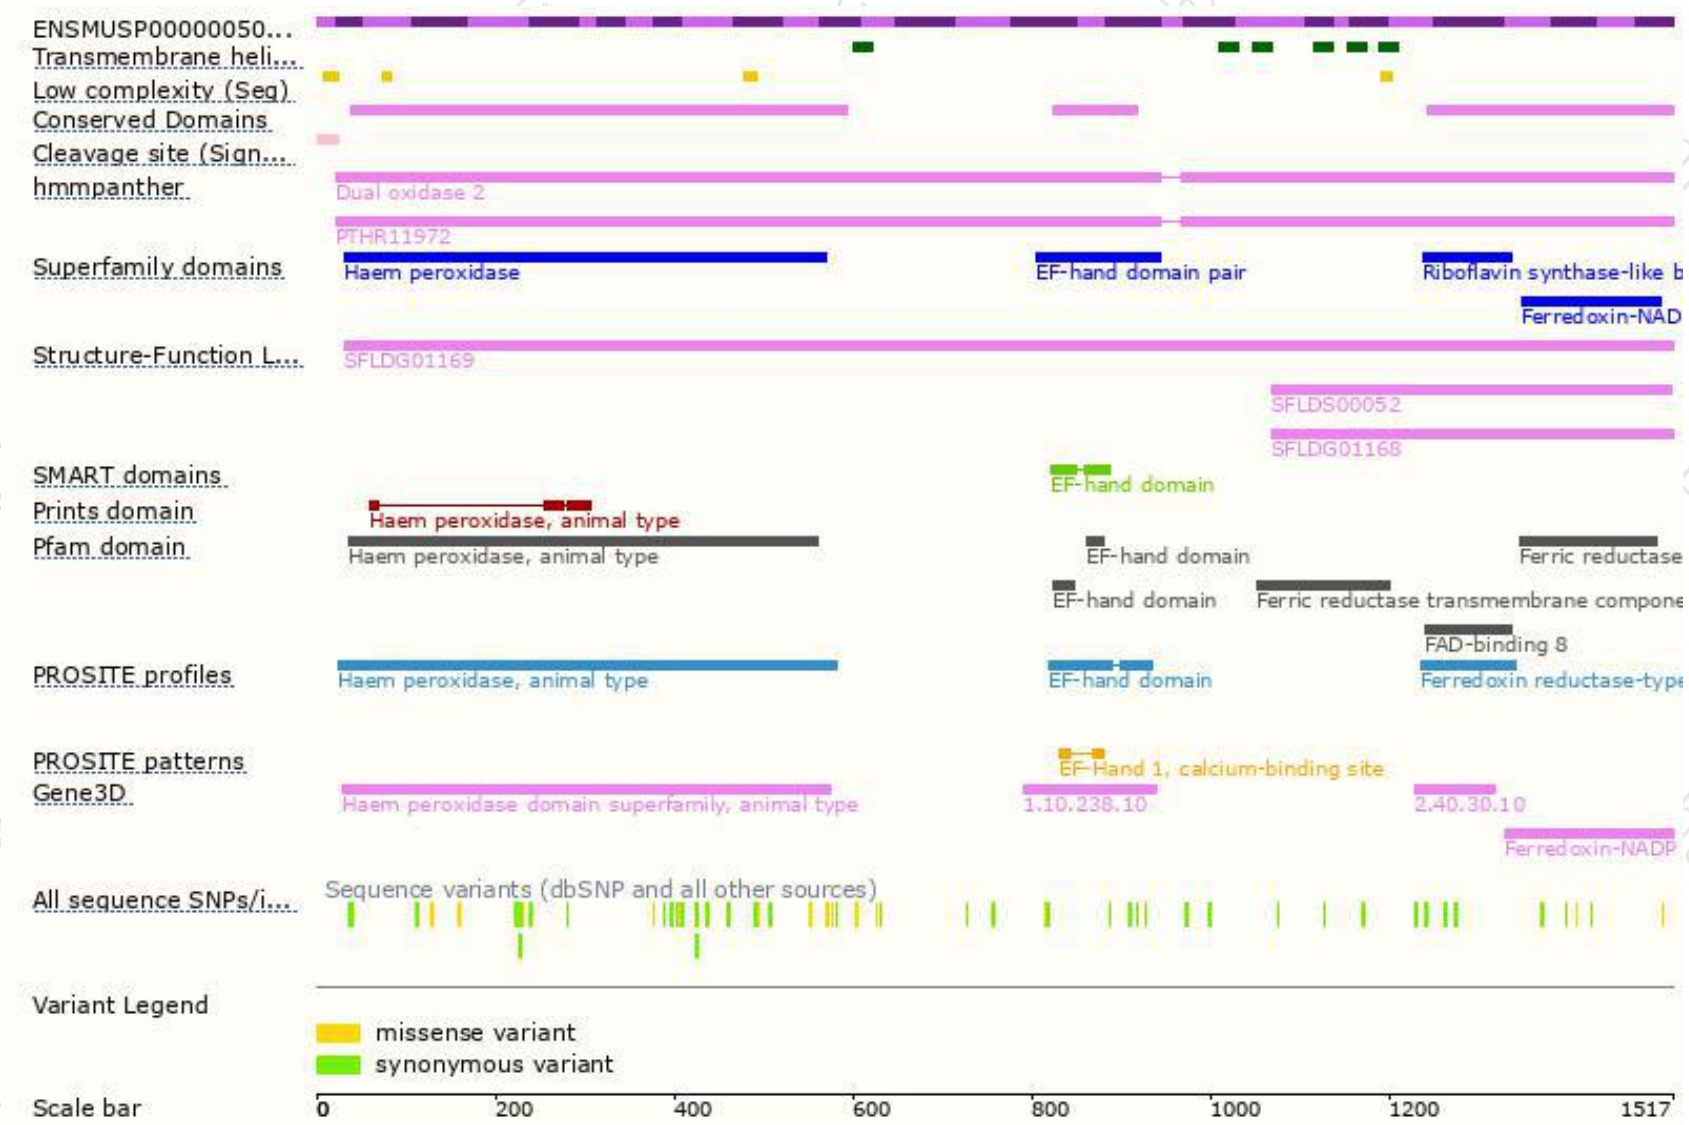 ENSMUSP00000050...
Transmembrane heli...
Low complexity (Seg)
Conserved Domains
Cleavage site (Sign...
hmmpanther
Dual oxidase 2
PTHR11972
Superfamily domains
Haem peroxidase
EF-hand domain pair
Riboflavin synthase-like b
Ferredoxin-NAD
Structure-Function L...
SFLDG01169
SFLDS00052
SFLDG01168
SMART domains
EF-hand domain
Prints domain
Haem peroxidase, animal type
Pfam domain
Haem peroxidase, animal type
EF-hand domain
Ferric reductase
EF-hand domain
Ferric reductase transmembrane compone
FAD-binding 8
PROSITE profiles
Haem peroxidase, animal type
EF-hand domain
Ferredoxin reductase-type
PROSITE patterns
EF-Hand 1, calcium-binding site
Gene3D
Haem peroxidase domain superfamily, animal type
1.10.238.10
2.40.30.10
Ferredoxin-NADP
All sequence SNPs/i...
Sequence variants (dbSNP and all other sources)
Variant Legend
missense variant
synonymous variant
Scale bar
0 200 400 600 800 1000 1200 1517